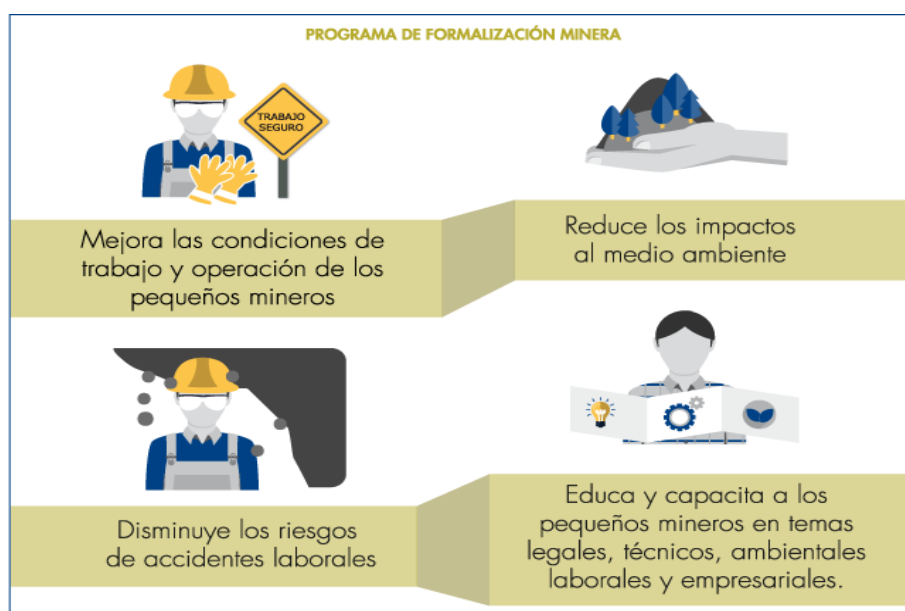 PROGRAMA DE FORMALIZACIÓN MINERA
TRABAJO
SEGURO
Mejora las condiciones de
trabajo y operación de los
pequeños mineros
Reduce los impactos
al medio ambiente
Disminuye los riesgos
de accidentes laborales
Educa y capacita a los
pequeños mineros en temas
legales, técnicos, ambientales
laborales y empresariales.